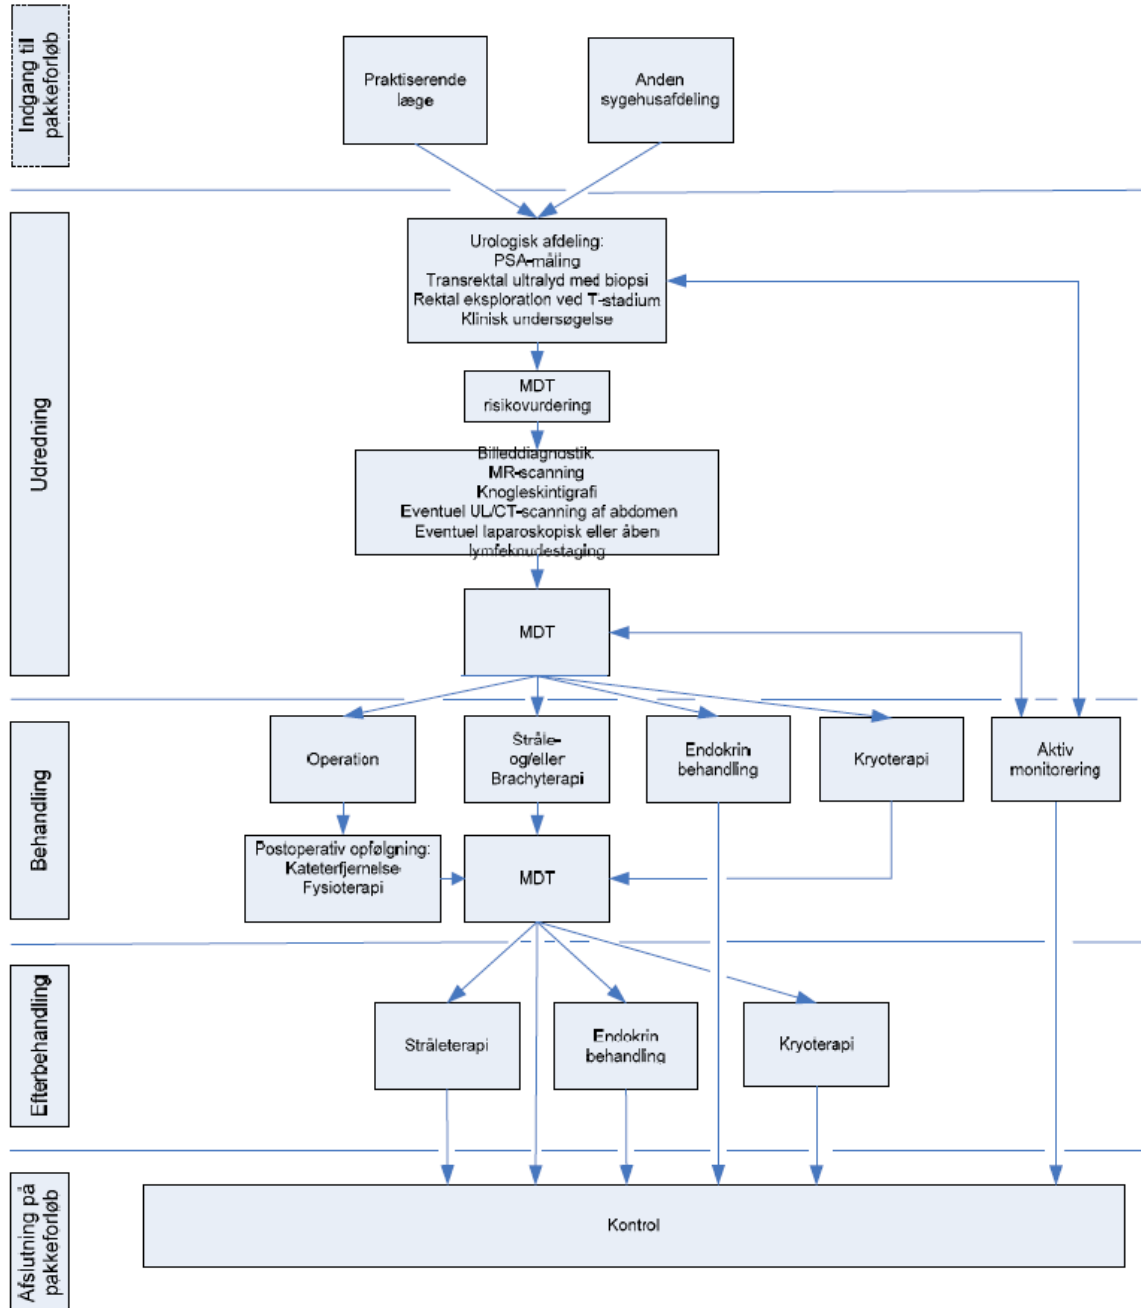 Indgang til
pakkeforløb
Praktiserende
læge
Anden
sygehusafdeling
Udredning
Urologisk afdeling:
PSA-måling
Transrektal ultralyd med biopsi
Rektal eksploration ved T-stadium
Klinisk undersøgelse
MDT
risikovurdering
Billeddiagnostik
MR-scanning
Knogleskintigrafi
Eventuel UL/CT-scanning af abdomen
Eventuel laparoskopisk eller åben
lymfeknudestaging
MDT
Behandling
Operation
Stråle-
og/eller
Brachyterapi
Endokrin
behandling
Kryoterapi
Aktiv
monitorering
Postoperativ opfølgning:
Kateterfjernelse
Fysioterapi
MDT
Efterbehandling
Stråleterapi
Endokrin
behandling
Kryoterapi
Afslutning på
pakkeforløb
Kontrol